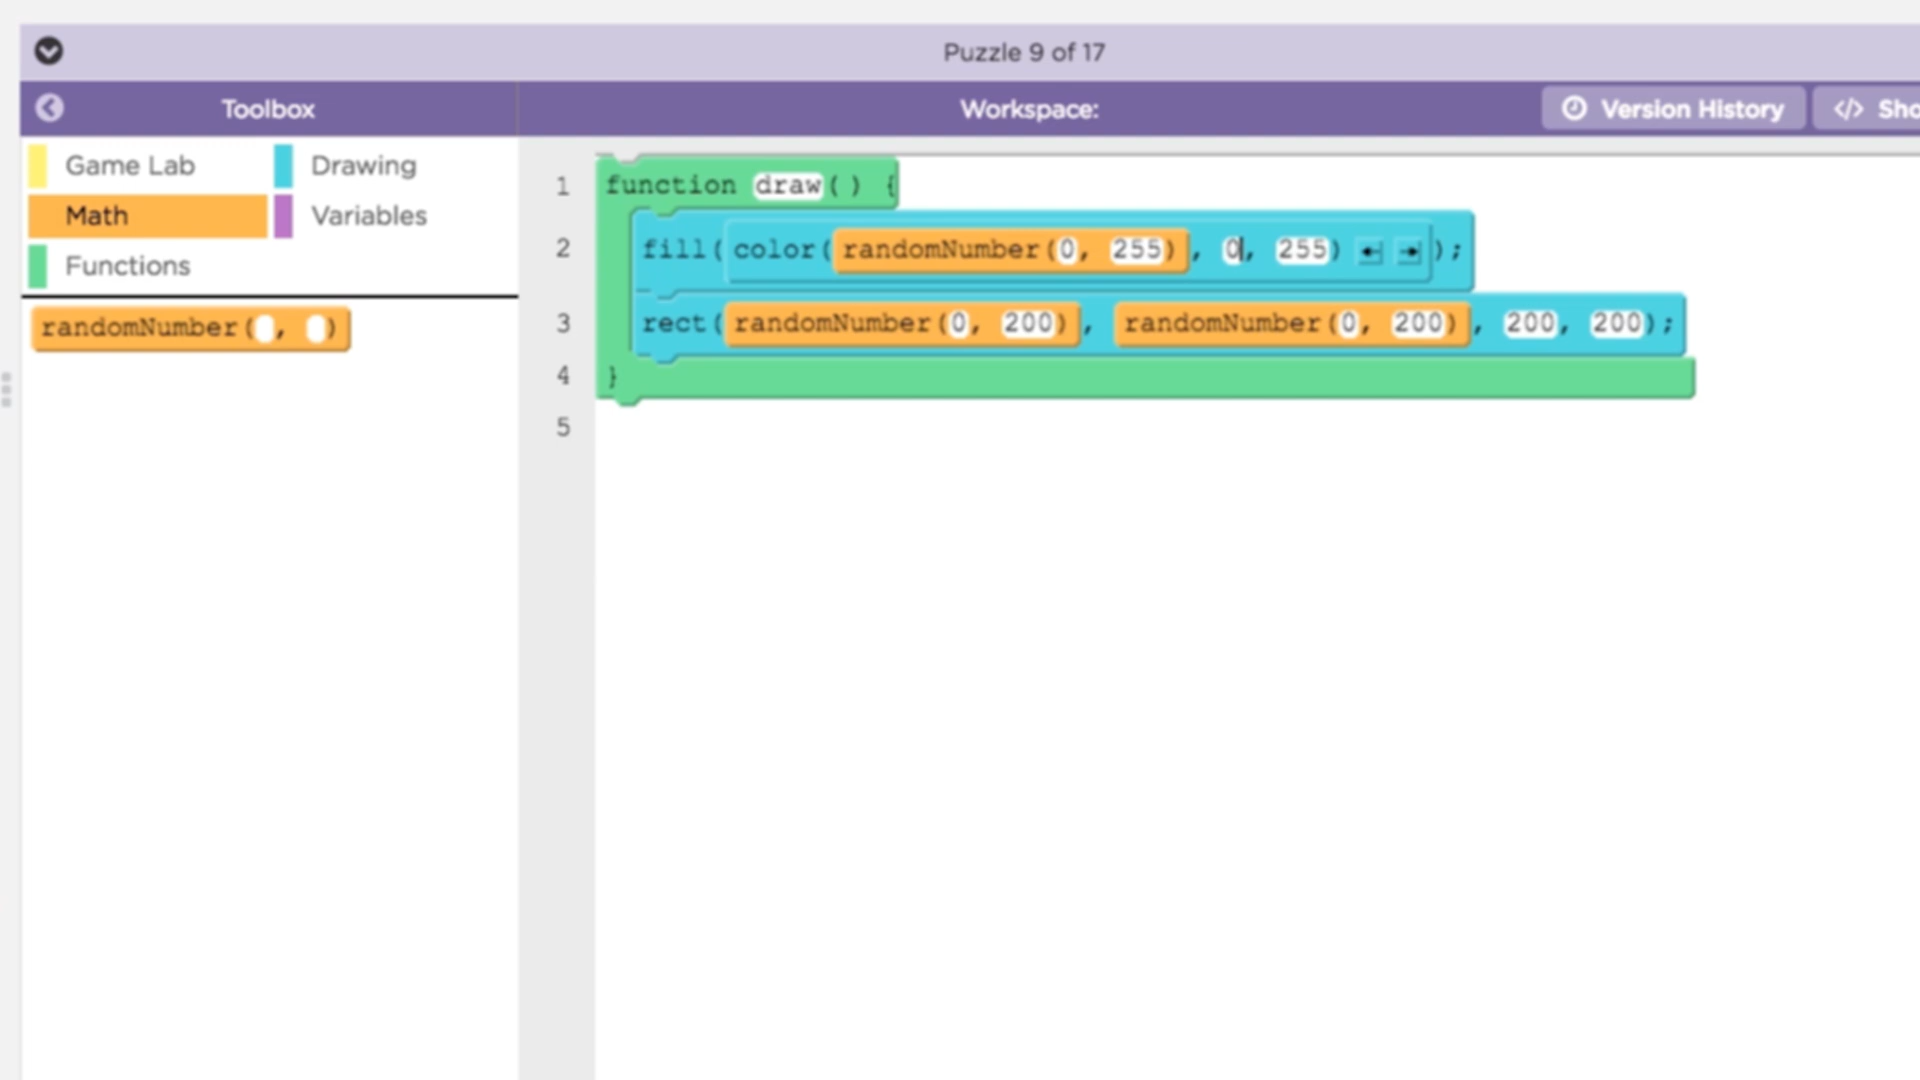 Puzzle 9 of 17
Toolbox
Workspace:
Version History
</>
Game Lab
Drawing
Math
Variables
Functions
randomNumber( , )
1 function draw() {
2 fill(color(randomNumber(0, 255), 0, 255));
3 rect(randomNumber(0, 200), randomNumber(0, 200), 200, 200);
4 }
5